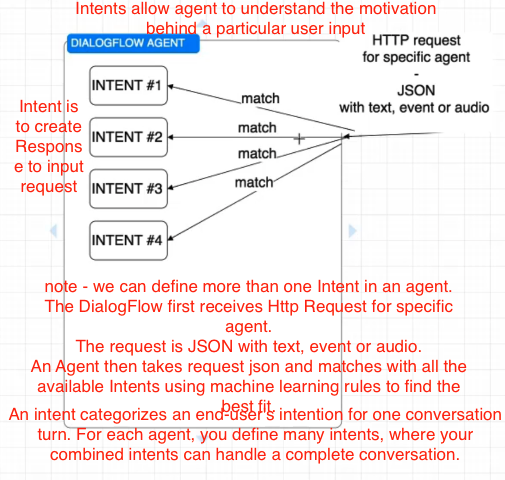 Intents allow agent to understand the motivation
behind a particular user input
DIALOGFLOW AGENT
HTTP request
for specific agent
-
JSON
with text, event or audio
INTENT #1
INTENT #2
INTENT #3
INTENT #4
match
match
match
match
Intent is
to create
Respons
e to input
request
note - we can define more than one Intent in an agent.
The DialogFlow first receives Http Request for specific
agent.
The request is JSON with text, event or audio.
An Agent then takes request json and matches with all the
available Intents using machine learning rules to find the
best fit.
An intent categorizes an end-user's intention for one conversation
turn. For each agent, you define many intents, where your
combined intents can handle a complete conversation.